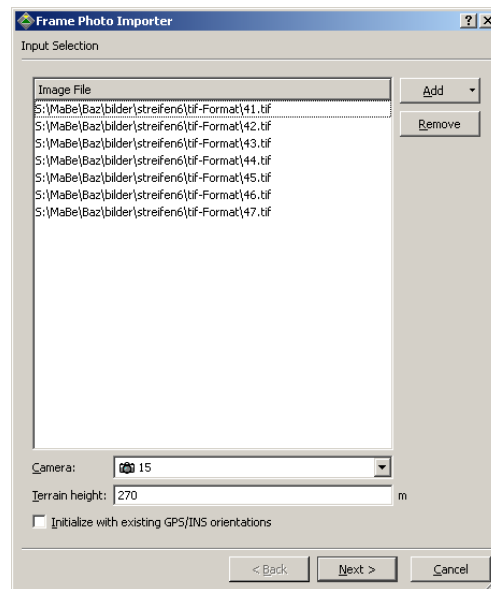 Frame Photo Importer
Input Selection
Image File
Add
S:\MaBe\Baz\bilder\streifen6\tif-Format\41.tif
S:\MaBe\Baz\bilder\streifen6\tif-Format\42.tif
Remove
S:\MaBe\Baz\bilder\streifen6\tif-Format\43.tif
S:\MaBe\Baz\bilder\streifen6\tif-Format\44.tif
S:\MaBe\Baz\bilder\streifen6\tif-Format\45.tif
S:\MaBe\Baz\bilder\streifen6\tif-Format\46.tif
S:\MaBe\Baz\bilder\streifen6\tif-Format\47.tif
Camera: 15
Terrain height: 270 m
Initialize with existing GPS/INS orientations
< Back Next > Cancel